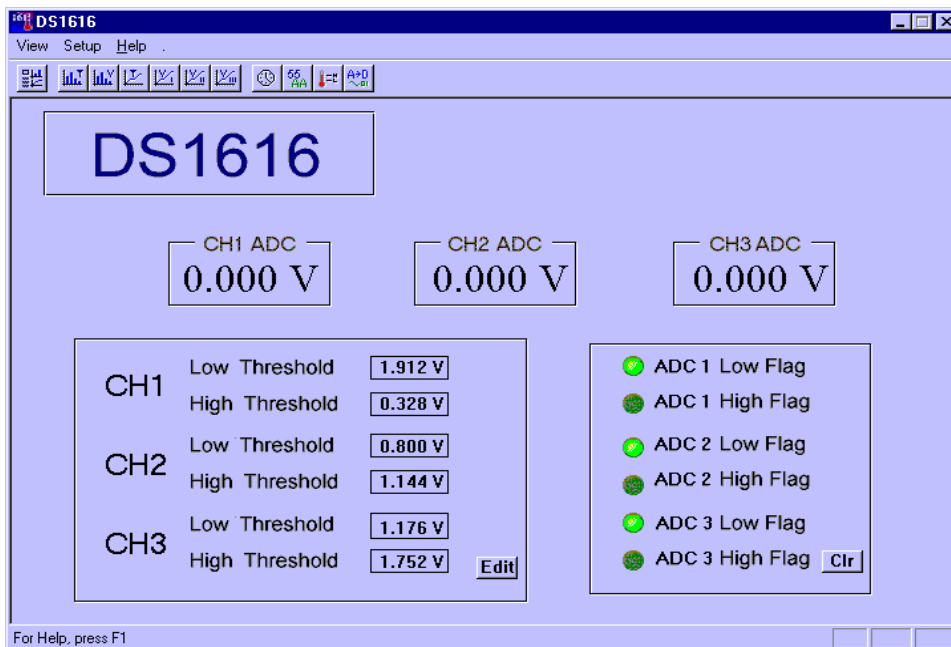 DS1616
View Setup Help .
DS1616
CH1 ADC
0.000 V
CH2 ADC
0.000 V
CH3 ADC
0.000 V
CH1
Low Threshold 1.912 V
High Threshold 0.328 V
CH2
Low Threshold 0.800 V
High Threshold 1.144 V
CH3
Low Threshold 1.176 V
High Threshold 1.752 V
Edit
ADC 1 Low Flag
ADC 1 High Flag
ADC 2 Low Flag
ADC 2 High Flag
ADC 3 Low Flag
ADC 3 High Flag
Clr
For Help, press F1